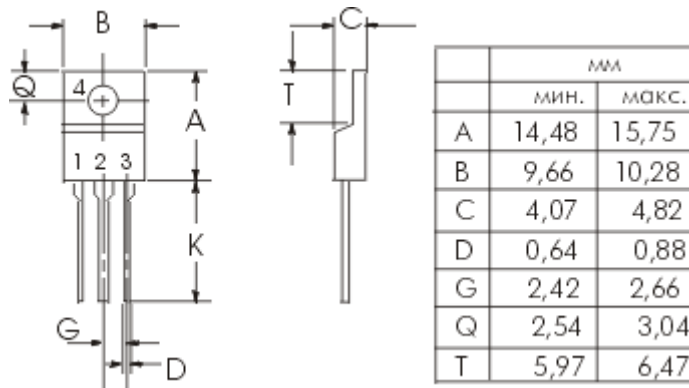 B
C
Q
4
T
A
1 2 3
K
G
D
мм
мин. макс.
A 14,48 15,75
B 9,66 10,28
C 4,07 4,82
D 0,64 0,88
G 2,42 2,66
Q 2,54 3,04
T 5,97 6,47